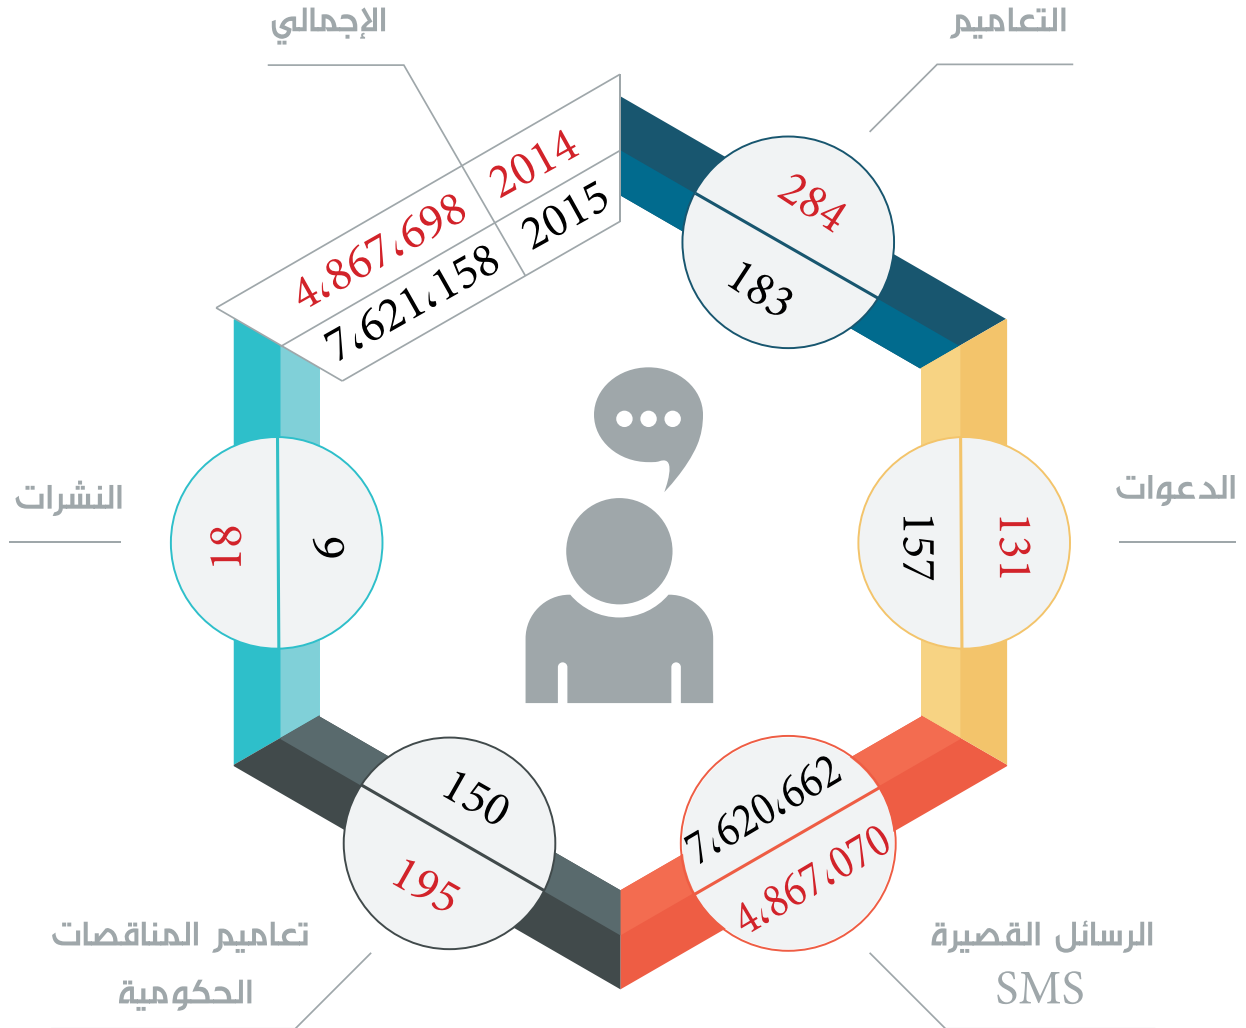 التعاميم
284
183
الدعوات
131
157
الرسائل القصيرة
SMS
7،620،662
4،867،070
تعاميم المناقصات
الحكومية
150
195
النشرات
18
9
الإجمالي
2014
4،867،698
2015
7،621،158